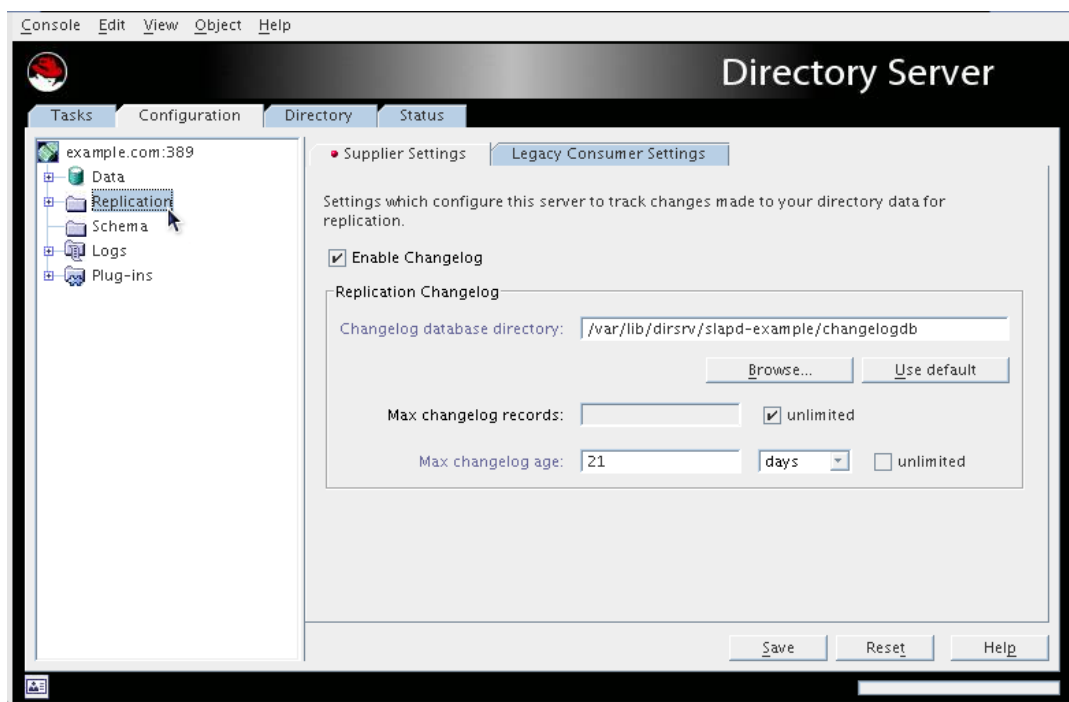 Console Edit View Object Help
Directory Server
Tasks Configuration Directory Status
example.com:389
Data
Replication
Schema
Logs
Plug-ins
Supplier Settings Legacy Consumer Settings
Settings which configure this server to track changes made to your directory data for
replication.
Enable Changelog
Replication Changelog
Changelog database directory: /var/lib/dirsrv/slapd-example/changelogdb
Browse... Use default
Max changelog records: unlimited
Max changelog age: 21 days unlimited
Save Reset Help